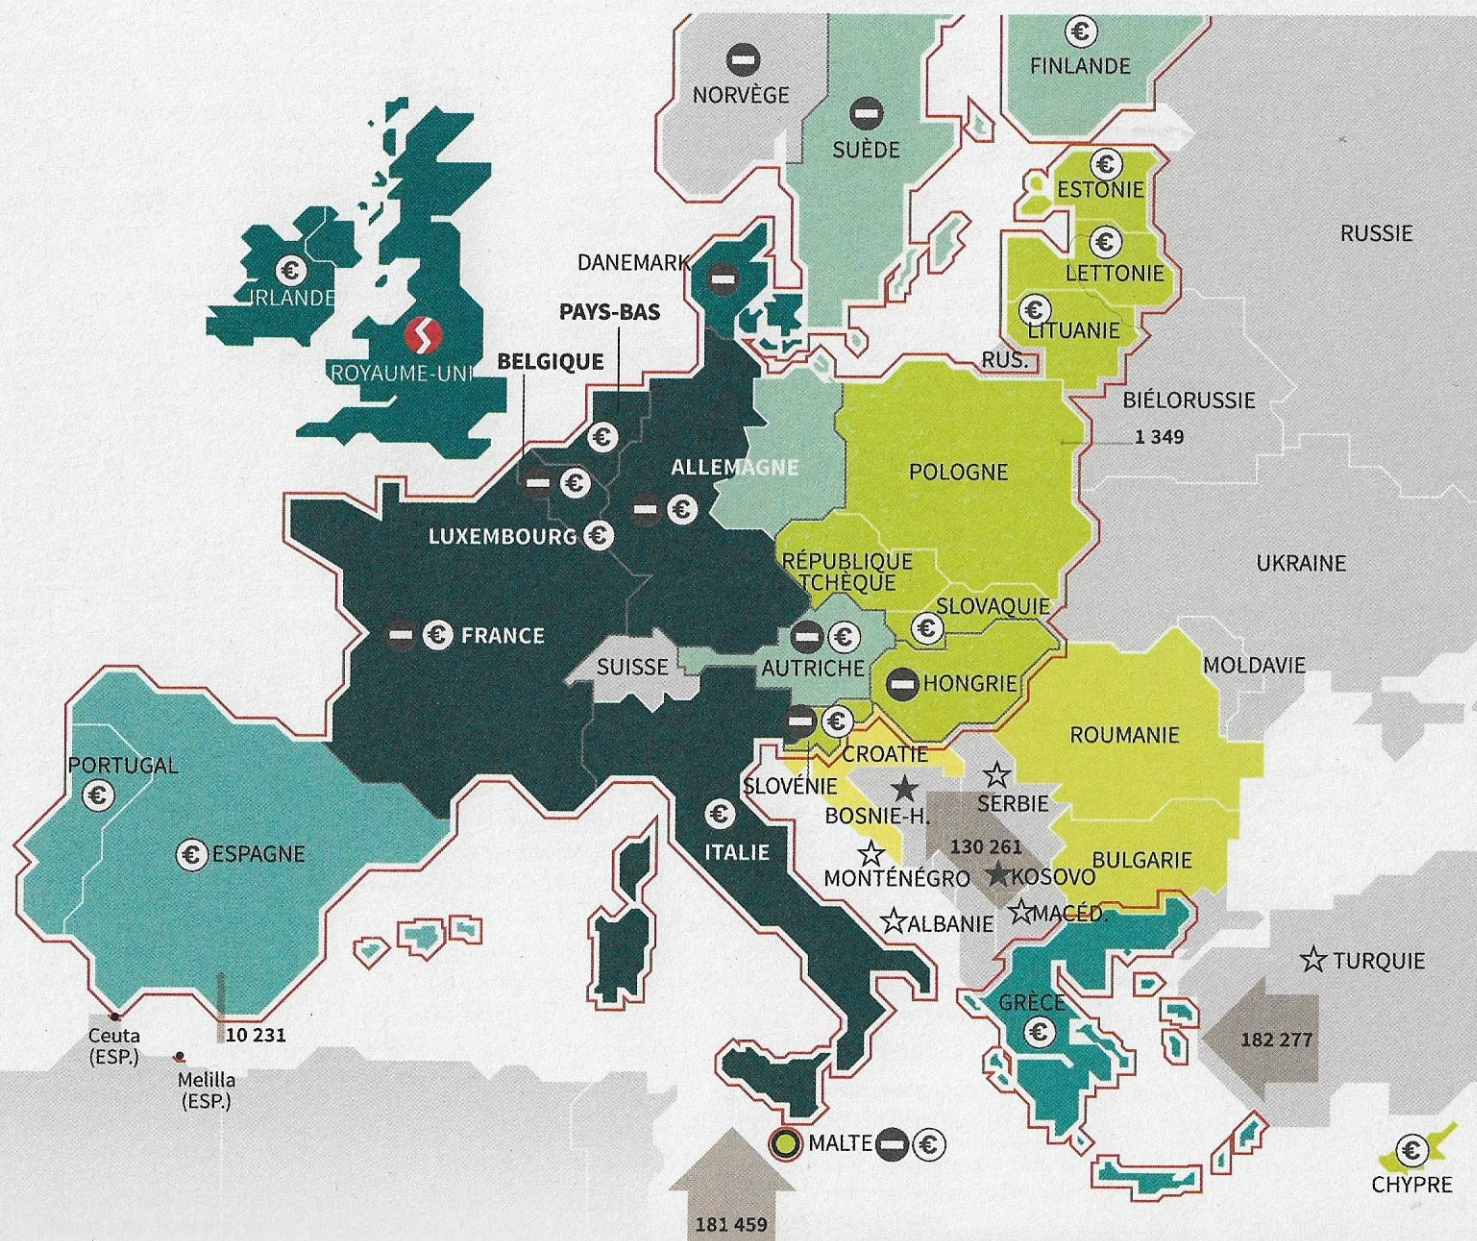 NORVÈGE
SUÈDE
€
FINLANDE
€
ESTONIE
€
LETTONIE
€
LITUANIE
RUS.
RUSSIE
BIÉLORUSSIE
1 349
€
IRLANDE
ROYAUME-UNI
DANEMARK
PAYS-BAS
€
BELGIQUE
€
ALLEMAGNE
€
LUXEMBOURG €
POLOGNE
UKRAINE
RÉPUBLIQUE
TCHÈQUE
SLOVAQUIE
€
€ FRANCE
SUISSE
€
AUTRICHE
HONGRIE
MOLDAVIE
ROUMANIE
€
CROATIE
SLOVÉNIE
BOSNIE-H.
SERBIE
PORTUGAL
€
€ ESPAGNE
€
ITALIE
130 261
MONTÉNÉGRO
KOSOVO
BULGARIE
ALBANIE
MACÉD.
TURQUIE
GRÈCE
€
182 277
Ceuta
(ESP.)
10 231
Melilla
(ESP.)
MALTE €
€
CHYPRE
181 459